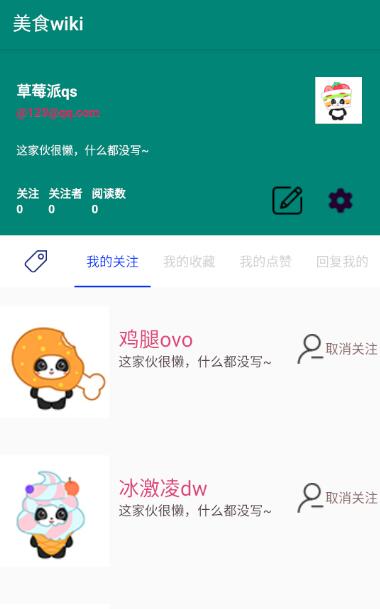 美食wiki
草莓派qs
@123@qq.com
这家伙很懒，什么都没写~
关注 关注者 阅读数
0 0 0
我的关注 我的收藏 我的点赞 回复我的
鸡腿ovo
这家伙很懒，什么都没写~
取消关注
冰激凌dw
这家伙很懒，什么都没写~
取消关注